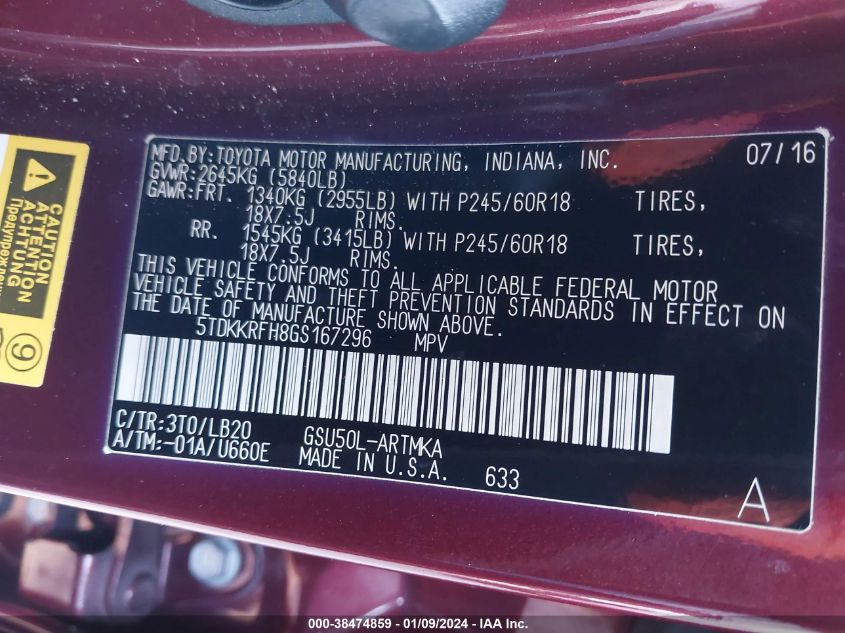 MFD.BY:TOYOTA MOTOR MANUFACTURING, INDIANA, INC. 07/16
GVWR:2645KG (5840LB)
GAWR:FRT. 1340KG (2955LB) WITH P245/60R18 TIRES,
18X7.5J RIMS.
RR. 1545KG (3415LB) WITH P245/60R18 TIRES,
18X7.5J RIMS.
THIS VEHICLE CONFORMS TO ALL APPLICABLE FEDERAL MOTOR
VEHICLE SAFETY AND THEFT PREVENTION STANDARDS IN EFFECT ON
THE DATE OF MANUFACTURE SHOWN ABOVE.
5TDKKRFH8GS167296 MPV
C/TR:3T0/LB20 GSU50L-ARTMKA
A/TM:-01A/U660E MADE IN U.S.A. 633
A
CAUTION
ATTENTION
ACHTUNG
9
000-38474859 - 01/09/2024 - IAA Inc.